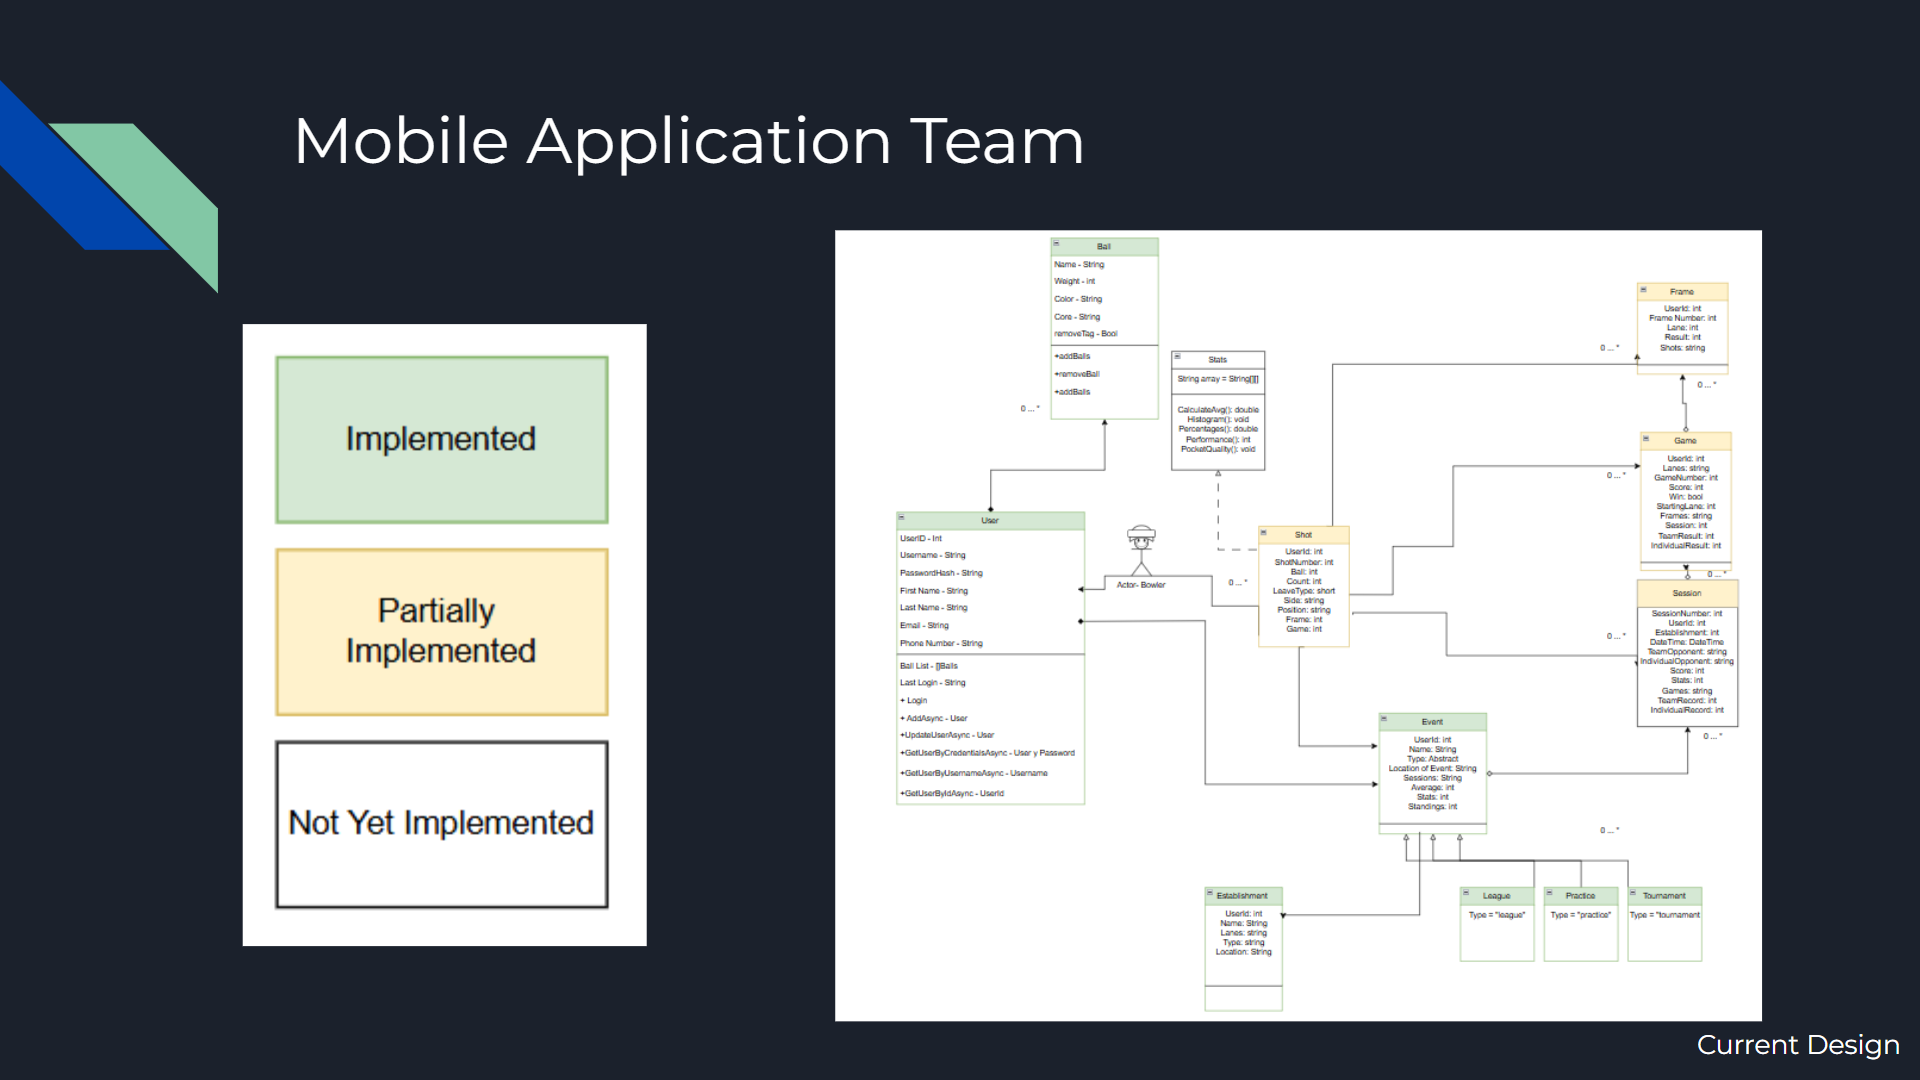 Mobile Application Team
Implemented
Partially
Implemented
Not Yet Implemented
Ball
Name - String
Weight - int
Color - String
Core - String
removeTag - Bool
+addBalls
+removeBall
+addBalls
0 ... *
Stats
String array = String[][]
CalculateAvg(): double
Histogram(): void
Percentages(): double
Performance(): int
PocketQuality(): void
User
UserID - Int
Username - String
PasswordHash - String
First Name - String
Last Name - String
Email - String
Phone Number - String
Ball List - []Balls
Last Login - String
+ Login
+ AddAsync - User
+UpdateUserAsync - User
+GetUserByCredentialsAsync - User y Password
+GetUserByUsernameAsync - Username
+GetUserByIdAsync - UserId
Actor- Bowler
0 ... *
Shot
UserId: int
ShotNumber: int
Ball: int
Count: int
LeaveType: short
Side: string
Position: string
Frame: int
Game: int
Frame
UserId: int
Frame Number: int
Lane: int
Result: int
Shots: string
0 ... *
0 ... *
Game
UserId: int
Lanes: string
GameNumber: int
Score: int
Win: bool
StartingLane: int
Frames: string
Session: int
TeamResult: int
IndividualResult: int
0 ... *
0 ... *
Session
SessionNumber: int
UserId: int
Establishment: int
DateTime: DateTime
TeamOpponent: string
IndividualOpponent: string
Score: int
Stats: int
Games: string
TeamRecord: int
IndividualRecord: int
0 ... *
0 ... *
Event
UserId: int
Name: String
Type: Abstract
Location of Event: String
Sessions: String
Average: int
Stats: int
Standings: int
0 ... *
Establishment
UserId: int
Name: String
Lanes: string
Type: string
Location: String
League
Type = "league"
Practice
Type = "practice"
Tournament
Type = "tournament
Current Design